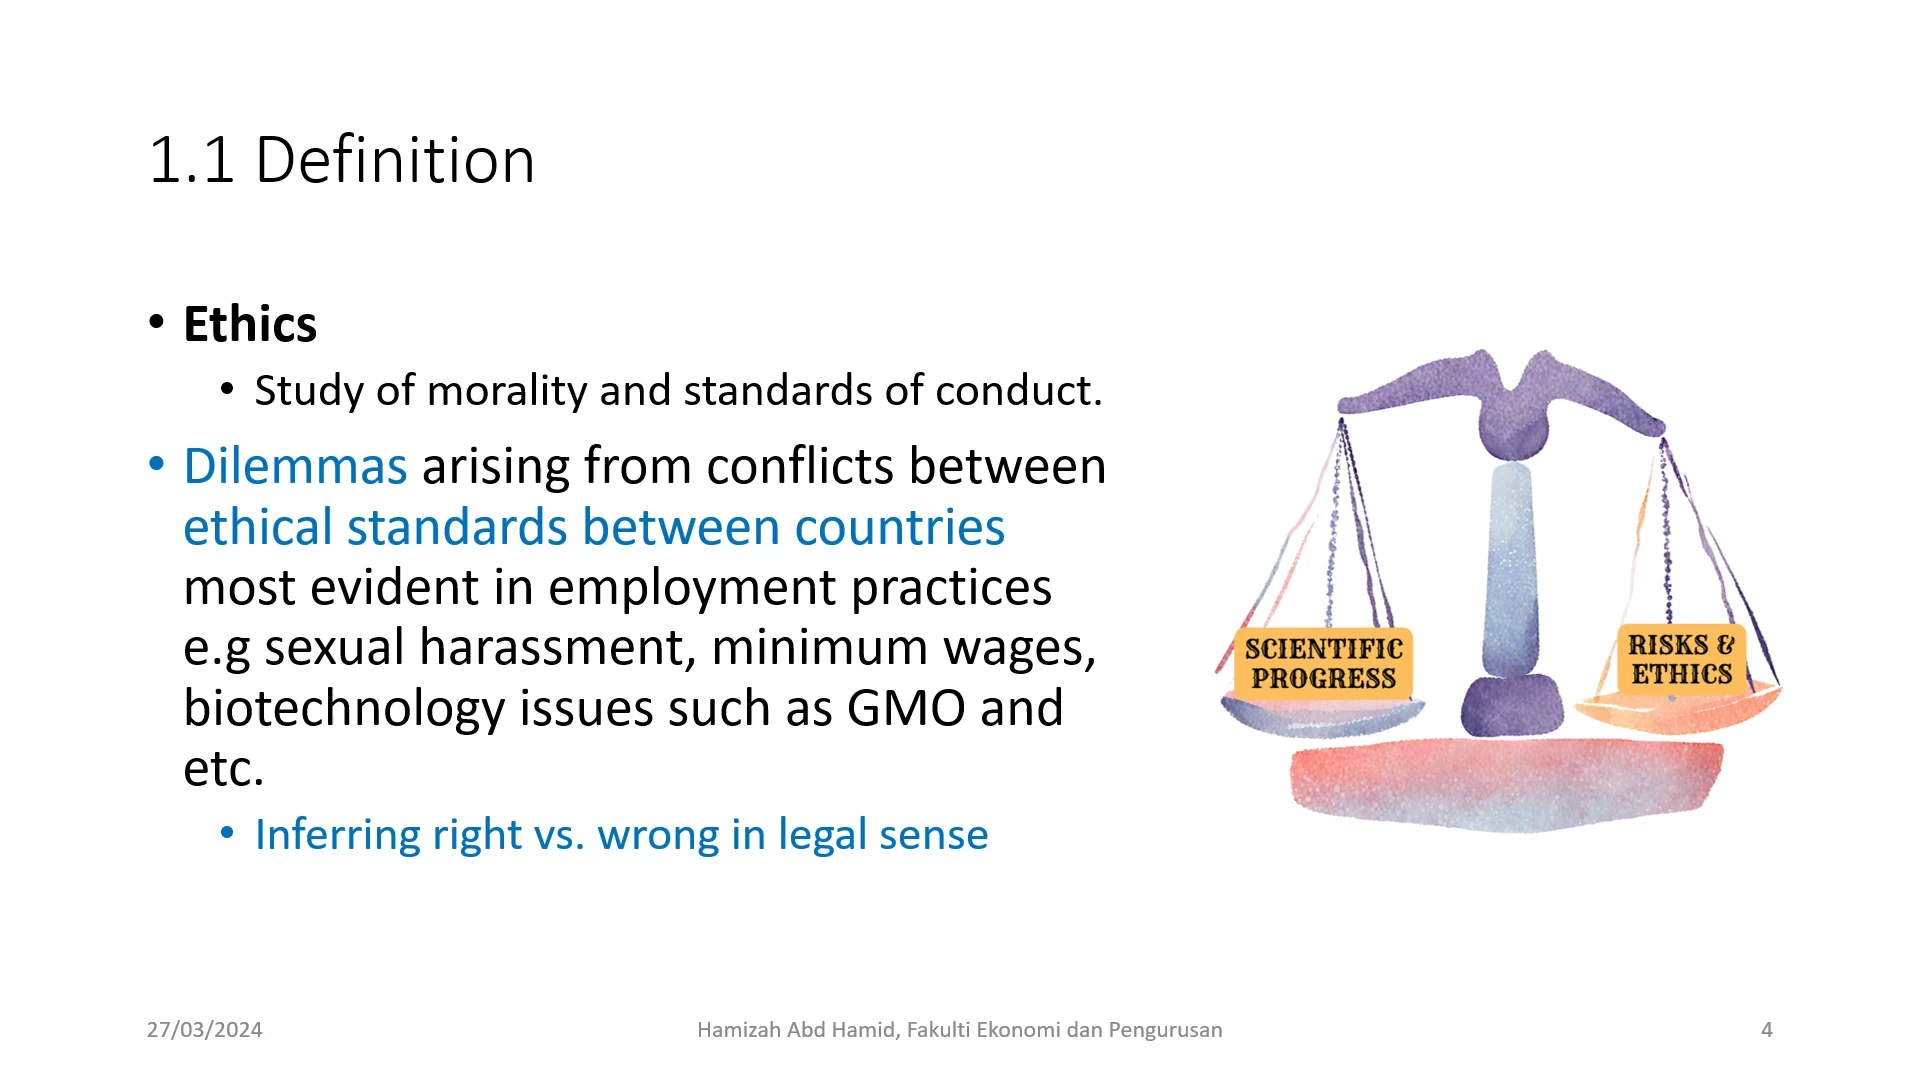 1.1 Definition
• Ethics
• Study of morality and standards of conduct.
• Dilemmas arising from conflicts between
ethical standards between countries
most evident in employment practices
e.g sexual harassment, minimum wages,
biotechnology issues such as GMO and
etc.
• Inferring right vs. wrong in legal sense
SCIENTIFIC
PROGRESS
RISKS &
ETHICS
27/03/2024
Hamizah Abd Hamid, Fakulti Ekonomi dan Pengurusan
4